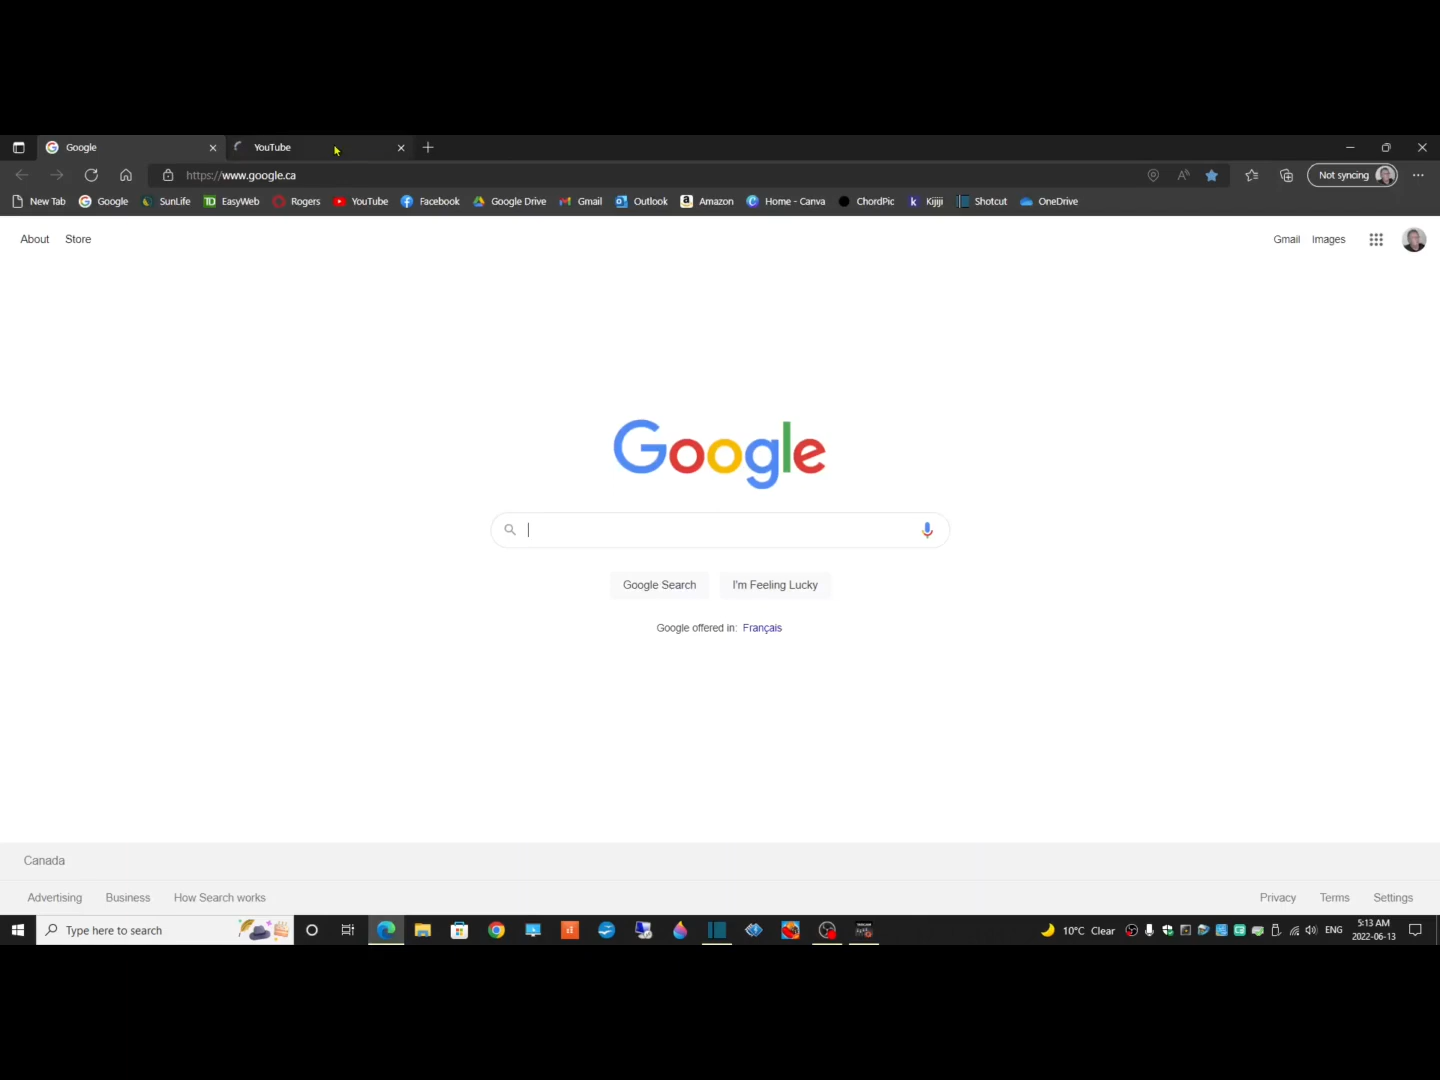 Google
YouTube
https://www.google.ca
Not syncing
New Tab
Google
SunLife
TD
EasyWeb
Rogers
YouTube
Facebook
Google Drive
Gmail
Outlook
Amazon
Home - Canva
ChordPic
Kijiji
Shotcut
OneDrive
About
Store
Gmail
Images
Google
Google Search
I'm Feeling Lucky
Google offered in: Français
Canada
Advertising
Business
How Search works
Privacy
Terms
Settings
Type here to search
10°C Clear
ENG
5:13 AM
2022-06-13